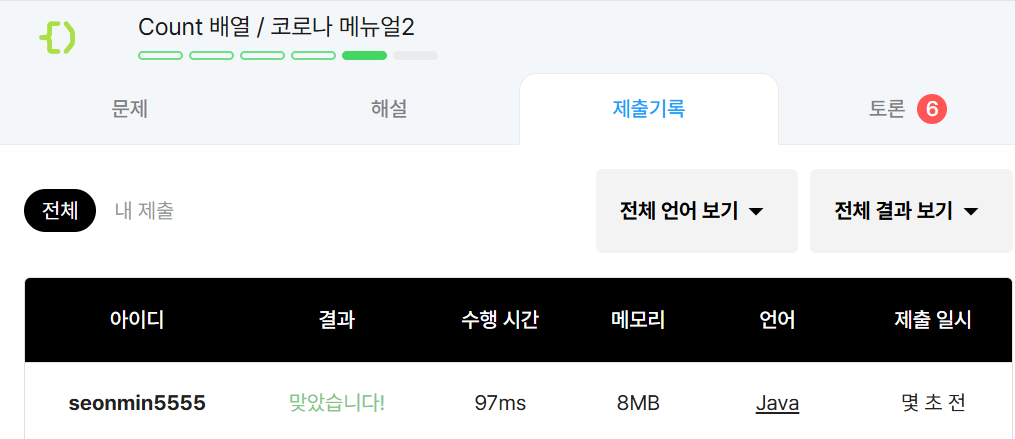 Count 배열 / 코로나 메뉴얼2
문제 해설 제출기록 토론 6
전체 내 제출 전체 언어 보기 전체 결과 보기
아이디 결과 수행 시간 메모리 언어 제출 일시
seonmin5555 맞았습니다! 97ms 8MB Java 몇 초 전